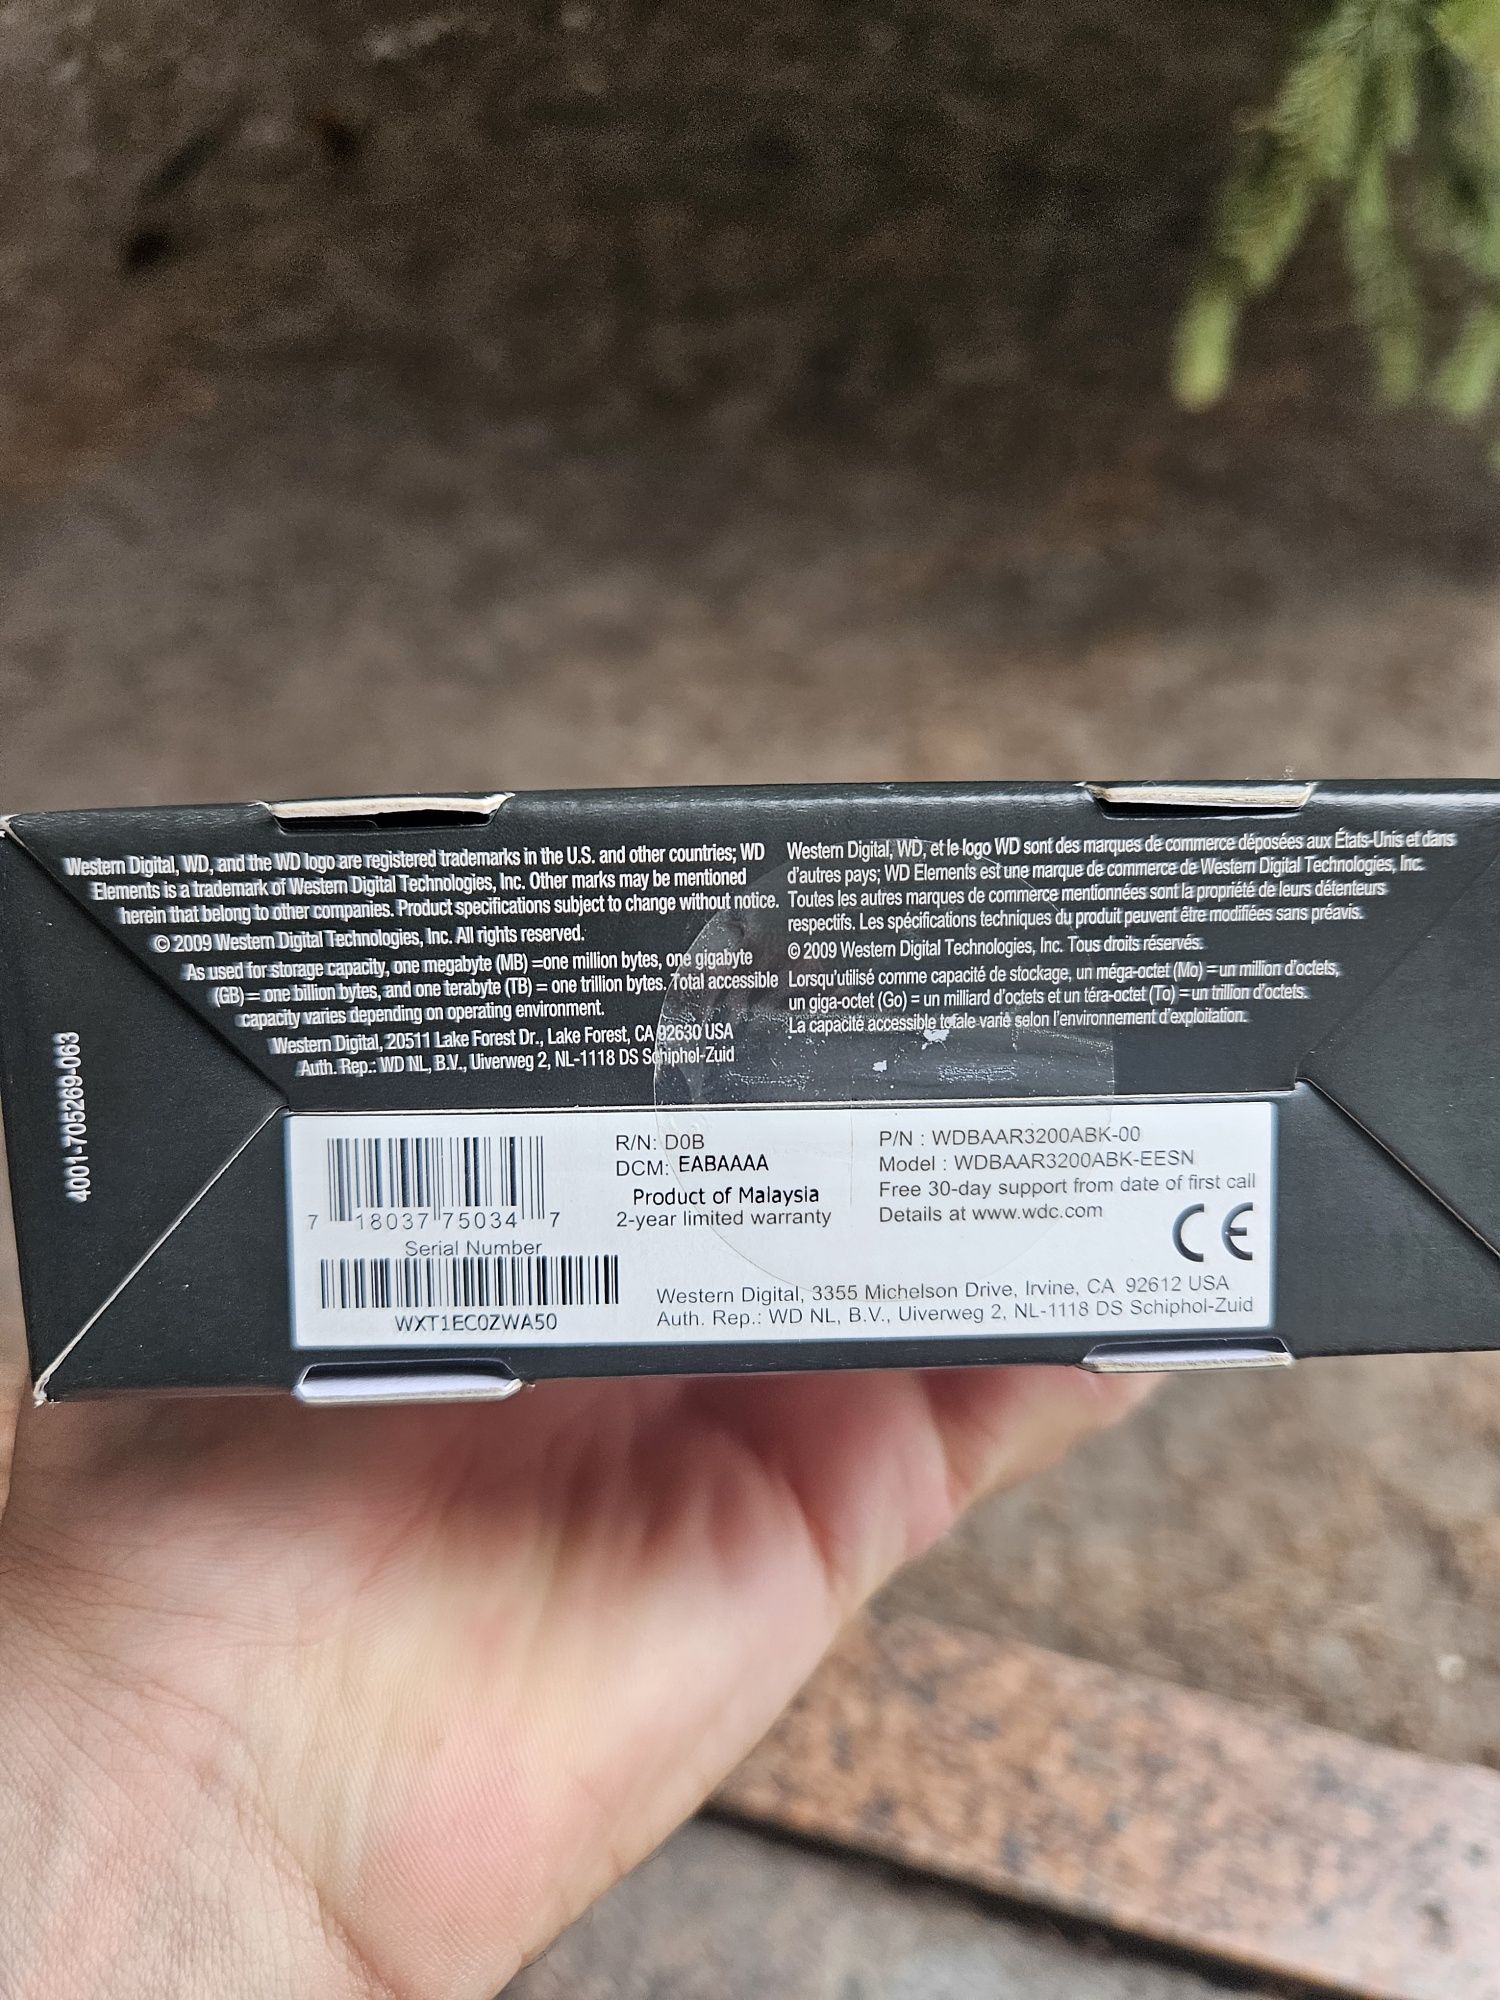 Western Digital, WD, and the WD logo are registered trademarks in the U.S. and other countries; WD
Elements is a trademark of Western Digital Technologies, Inc. Other marks may be mentioned
herein that belong to other companies. Product specifications subject to change without notice.
© 2009 Western Digital Technologies, Inc. All rights reserved.
As used for storage capacity, one megabyte (MB) =one million bytes, one gigabyte
(GB) = one billion bytes, and one terabyte (TB) = one trillion bytes. Total accessible
capacity varies depending on operating environment.
Western Digital, 20511 Lake Forest Dr., Lake Forest, CA 92630 USA
Auth. Rep.: WD NL, B.V., Uiverweg 2, NL-1118 DS Schiphol-Zuid
Western Digital, WD, et le logo WD sont des marques de commerce déposées aux États-Unis et dans
d'autres pays; WD Elements est une marque de commerce de Western Digital Technologies, Inc.
Toutes les autres marques de commerce mentionnées sont la propriété de leurs détenteurs
respectifs. Les spécifications techniques du produit peuvent être modifiées sans préavis.
© 2009 Western Digital Technologies, Inc. Tous droits réservés.
Lorsqu'utilisé comme capacité de stockage, un méga-octet (Mo) = un million d'octets,
un giga-octet (Go) = un milliard d'octets et un téra-octet (To) = un trillion d'octets.
La capacité accessible totale varie selon l'environnement d'exploitation.
4001-705269-063
7 18037 75034 7
Serial Number
WXT1EC0ZWA50
R/N: D0B
DCM: EABAAAA
Product of Malaysia
2-year limited warranty
P/N : WDBAAR3200ABK-00
Model : WDBAAR3200ABK-EESN
Free 30-day support from date of first call
Details at www.wdc.com
CE
Western Digital, 3355 Michelson Drive, Irvine, CA 92612 USA
Auth. Rep.: WD NL, B.V., Uiverweg 2, NL-1118 DS Schiphol-Zuid